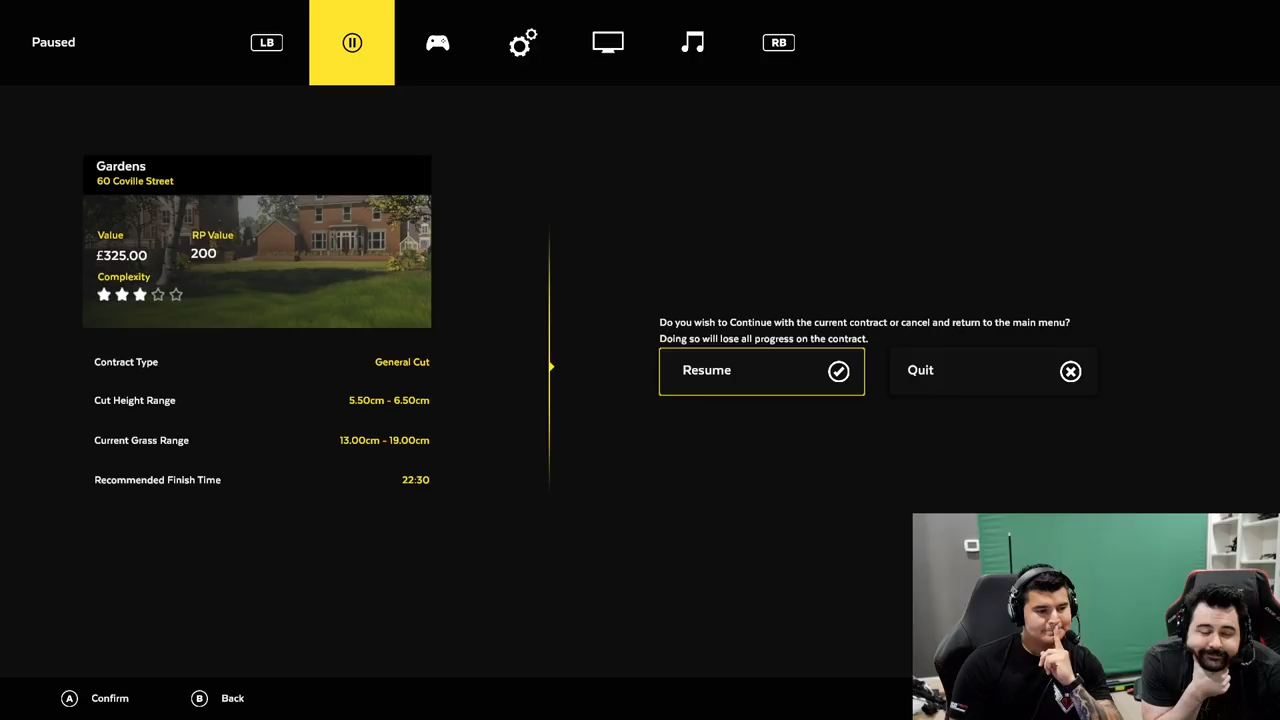 Paused
LB
RB
Gardens
60 Coville Street
Value
RP Value
£325.00
200
Complexity
Contract Type
General Cut
Cut Height Range
5.50cm - 6.50cm
Current Grass Range
13.00cm - 19.00cm
Recommended Finish Time
22:30
Do you wish to Continue with the current contract or cancel and return to the main menu?
Doing so will lose all progress on the contract.
Resume
Quit
A Confirm
B Back